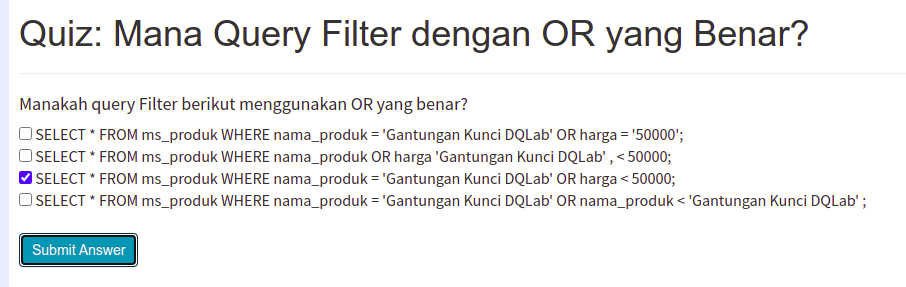 Quiz: Mana Query Filter dengan OR yang Benar?
Manakah query Filter berikut menggunakan OR yang benar?
SELECT * FROM ms_produk WHERE nama_produk = 'Gantungan Kunci DQLab' OR harga = '50000';
SELECT * FROM ms_produk WHERE nama_produk OR harga 'Gantungan Kunci DQLab' , < 50000;
SELECT * FROM ms_produk WHERE nama_produk = 'Gantungan Kunci DQLab' OR harga < 50000;
SELECT * FROM ms_produk WHERE nama_produk = 'Gantungan Kunci DQLab' OR nama_produk < 'Gantungan Kunci DQLab' ;
Submit Answer